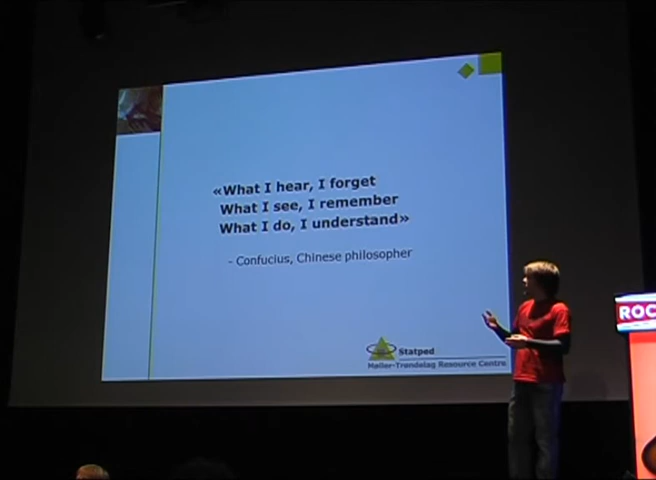 «What I hear, I forget
What I see, I remember
What I do, I understand»
- Confucius, Chinese philosopher
Statped
Møller-Trøndelag Resource Centre
ROC